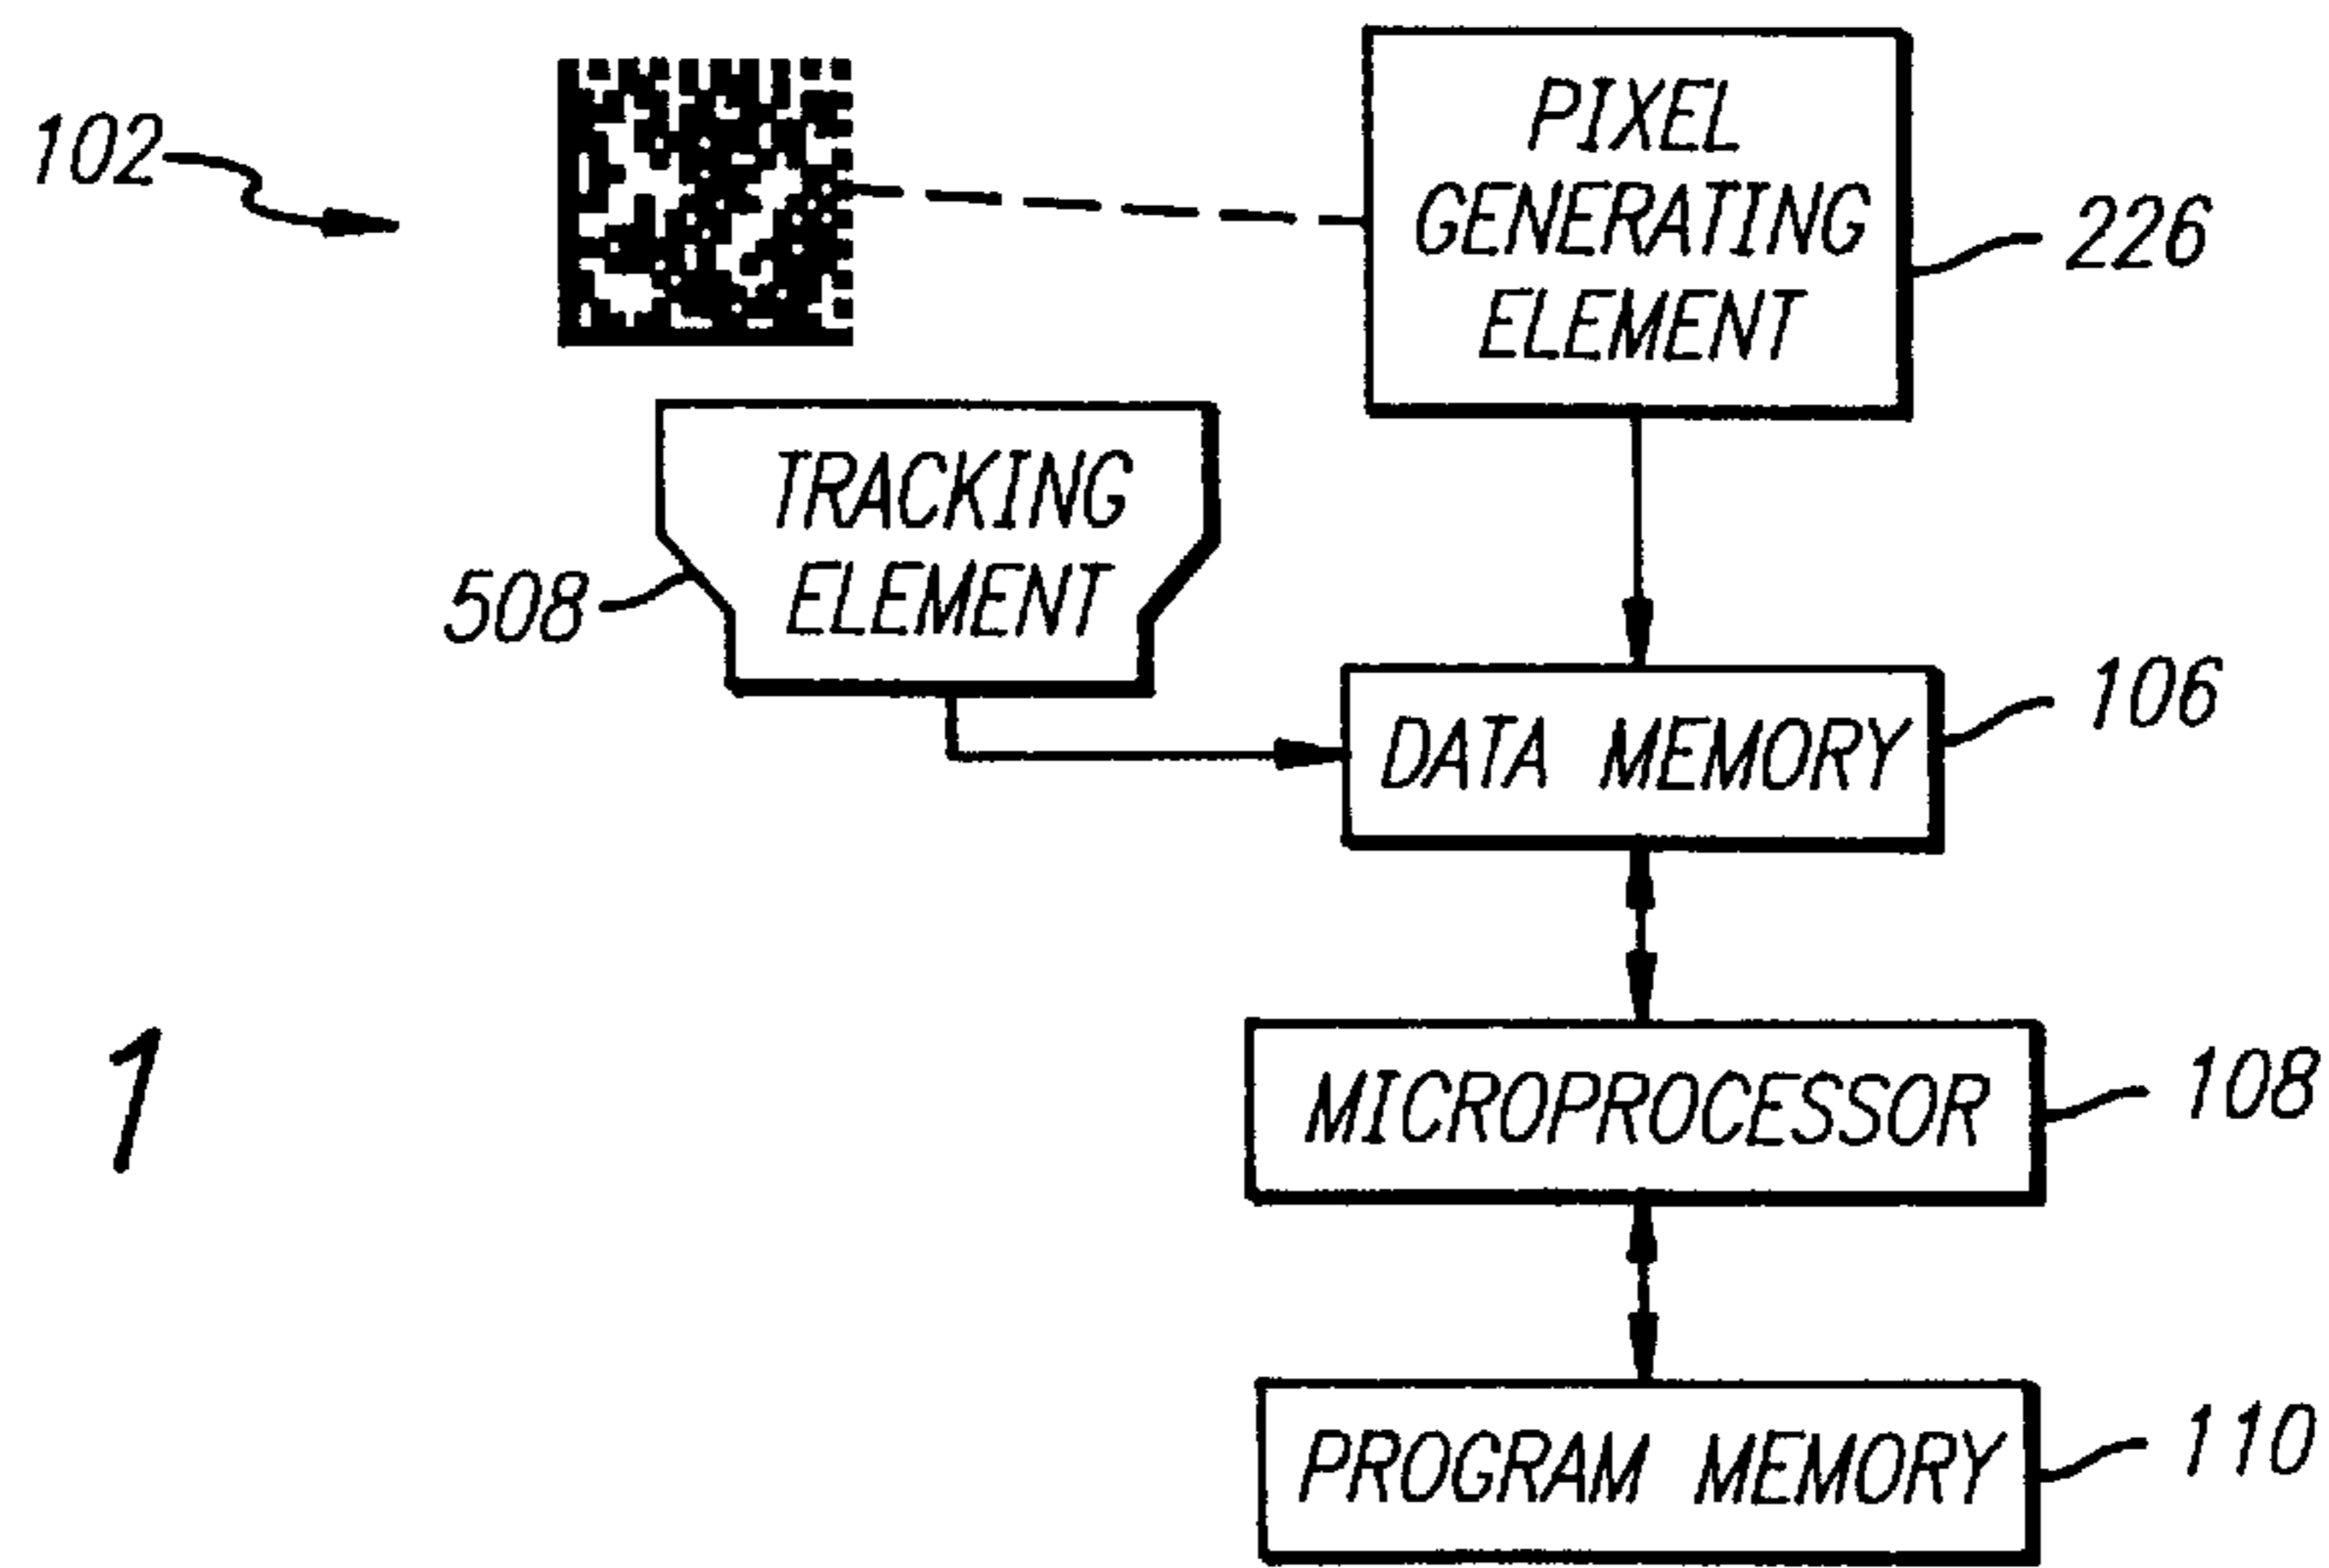 102
PIXEL
GENERATING
ELEMENT
226
TRACKING
ELEMENT
508
DATA MEMORY
106
1
MICROPROCESSOR
108
PROGRAM MEMORY
110